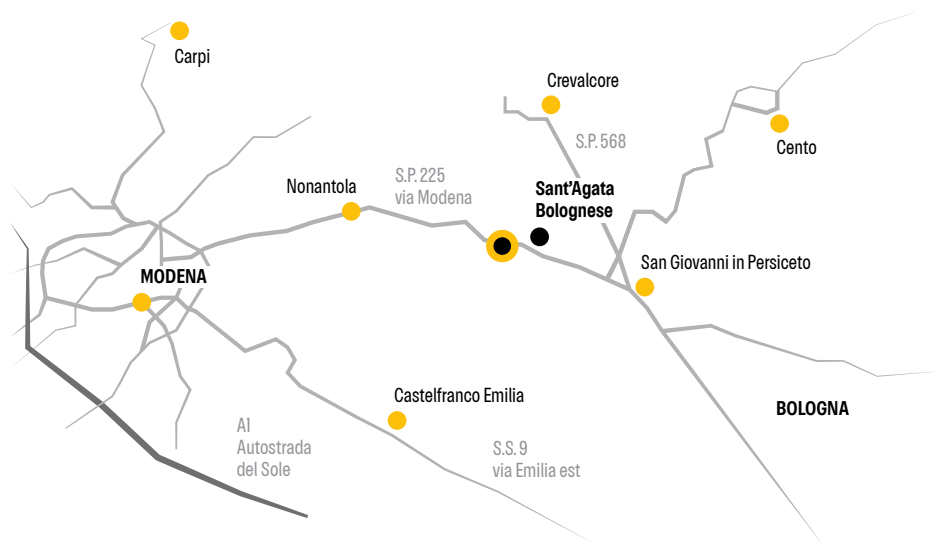 Carpi
Crevalcore
S.P. 568
Cento
S.P. 225
via Modena
Nonantola
Sant'Agata
Bolognese
San Giovanni in Persiceto
MODENA
Castelfranco Emilia
BOLOGNA
A1
Autostrada
del Sole
S.S. 9
via Emilia est